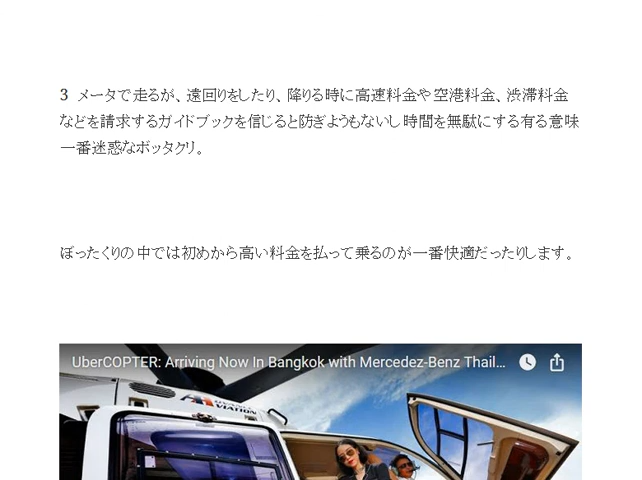 3 メータで走るが、遠回りをしたり、降りる時に高速料金や空港料金、渋滞料金
などを請求するガイドブックを信じると防ぎようもないし時間を無駄にする有る意味
一番迷惑なボッタクリ。
ぼったくりの中では初めから高い料金を払って乗るのが一番快適だったりします。
UberCOPTER: Arriving Now In Bangkok with Mercedez-Benz Thail...
AVIATION